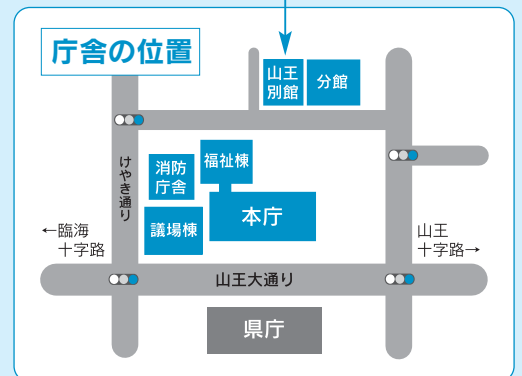 庁舎の位置
山王
別館
分館
けやき通り
消防
庁舎
福祉棟
議場棟
本庁
←臨海
十字路
山王
十字路→
山王大通り
県庁